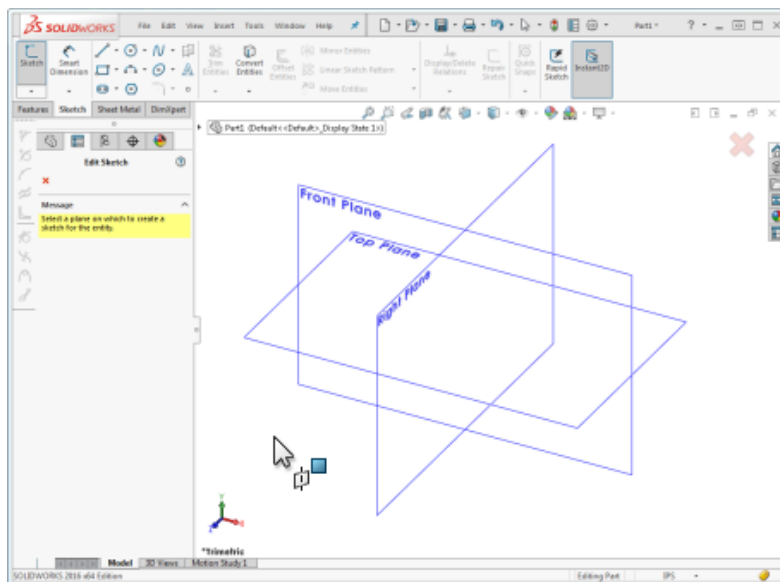 SOLIDWORKS
File Edit View Insert Tools Window Help
Part1 *
Sketch
Smart Dimension
Trim Entities
Convert Entities
Offset Entities
Mirror Entities
Linear Sketch Pattern
Move Entities
Display/Delete Relations
Repair Sketch
Quick Snaps
Rapid Sketch
Instant2D
Features Sketch Sheet Metal DimXpert
Part1 (Default<<Default>_Display State 1>)
Edit Sketch
Message
Select a plane on which to create a
sketch for the entity.
Front Plane
Top Plane
Right Plane
*Trimetric
Model 3D Views Motion Study 1
SOLIDWORKS 2016 x64 Edition
Editing Part
IPS